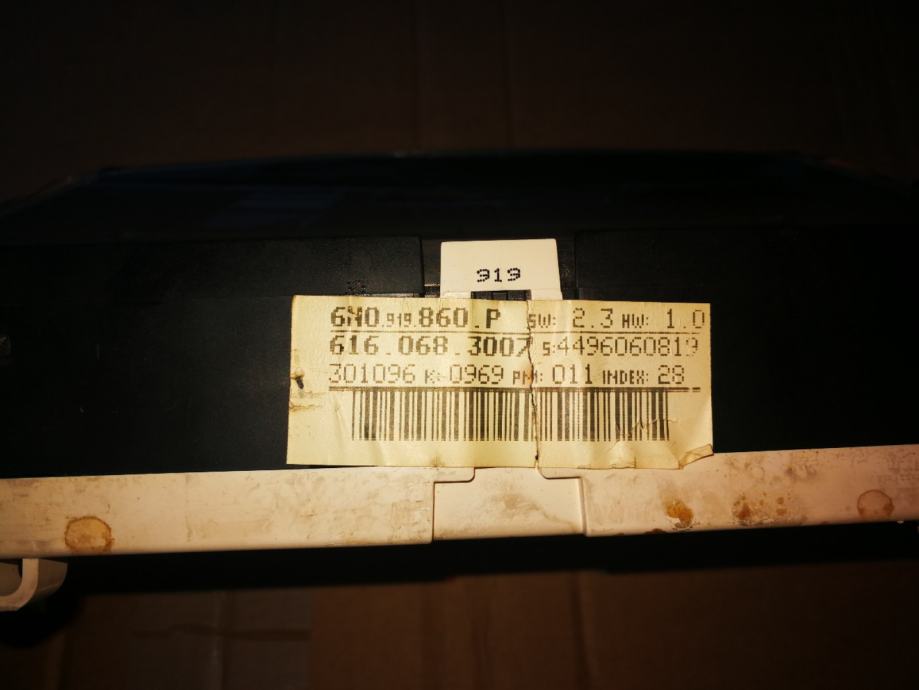 919
6N0.919.860.P SW: 2.3 HW: 1.0
616.068.3007 S:4496060819
301096 K: 0969 PM: 011 INDEX: 28